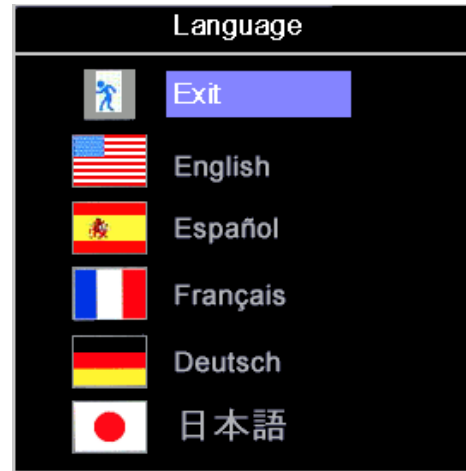 Language
Exit
English
Español
Français
Deutsch
日本語